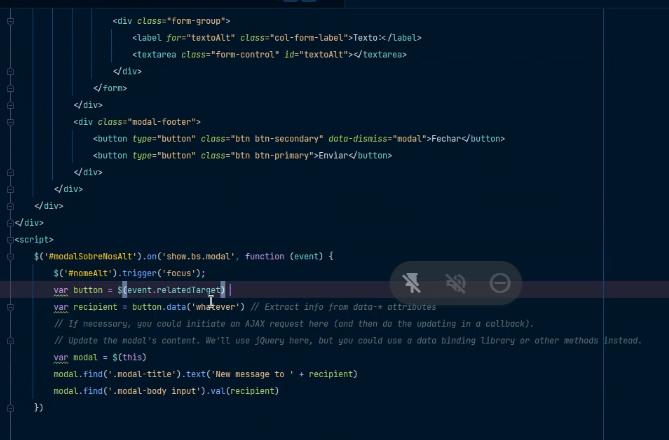 <div class="form-group">
<label for="textoAlt" class="col-form-label">Texto:</label>
<textarea class="form-control" id="textoAlt"></textarea>
</div>
</form>
</div>
<div class="modal-footer">
<button type="button" class="btn btn-secondary" data-dismiss="modal">Fechar</button>
<button type="button" class="btn btn-primary">Enviar</button>
</div>
</div>
</div>
</div>
<script>
$('#modalSobreNosAlt').on('show.bs.modal', function (event) {
$('#nomeAlt').trigger('focus');
var button = $(event.relatedTarget)
var recipient = button.data('whatever') // Extract info from data-* attributes
// If necessary, you could initiate an AJAX request here (and then do the updating in a callback).
// Update the modal's content. We'll use jQuery here, but you could use a data binding library or other methods instead.
var modal = $(this)
modal.find('.modal-title').text('New message to ' + recipient)
modal.find('.modal-body input').val(recipient)
})